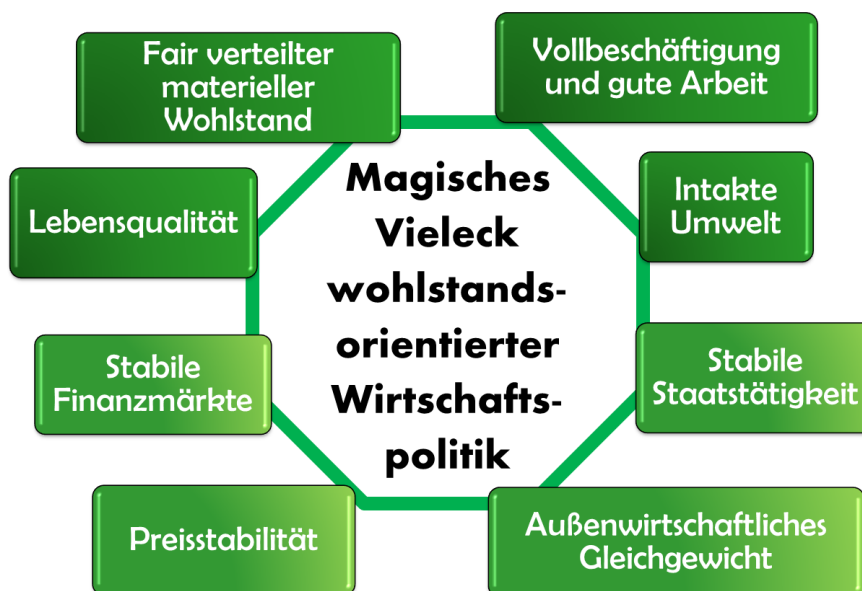 Fair verteilter
materieller
Wohlstand
Vollbeschäftigung
und gute Arbeit
Lebensqualität
Magisches
Vieleck
wohlstands-
orientierter
Wirtschafts-
politik
Intakte
Umwelt
Stabile
Finanzmärkte
Stabile
Staatstätigkeit
Preisstabilität
Außenwirtschaftliches
Gleichgewicht